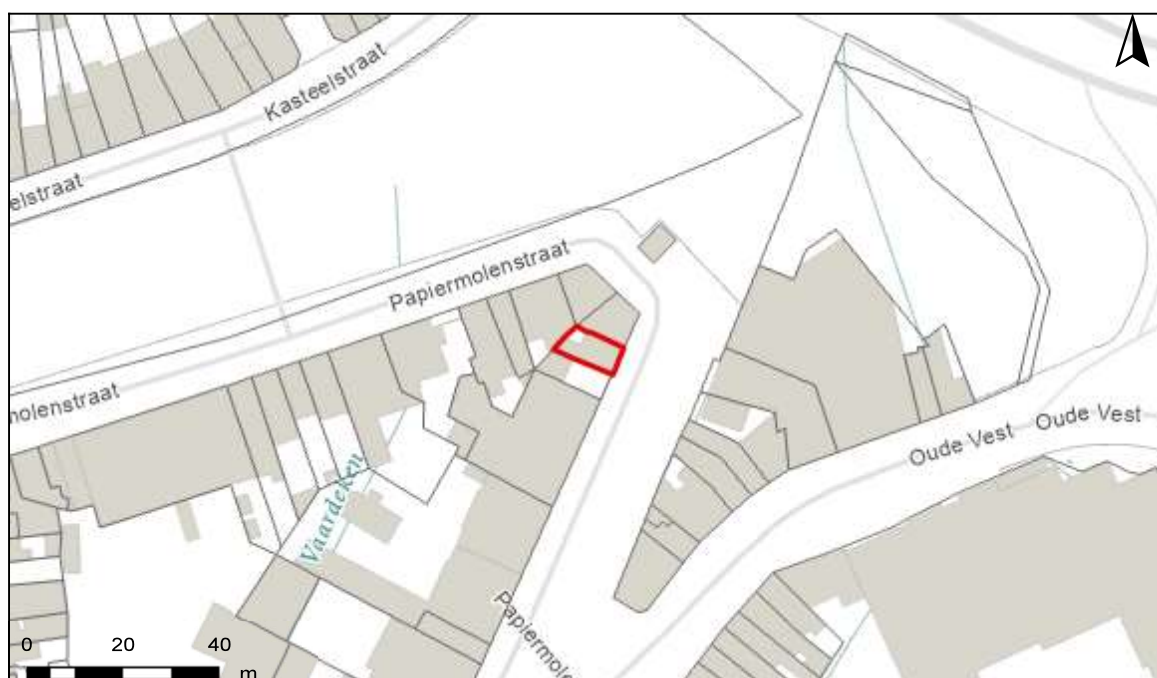 Kasteelstraat
elstraat
Papiermolenstraat
molenstraat
Oude Vest
Oude Vest
Vaardeken
Papiermole
0 20 40
m